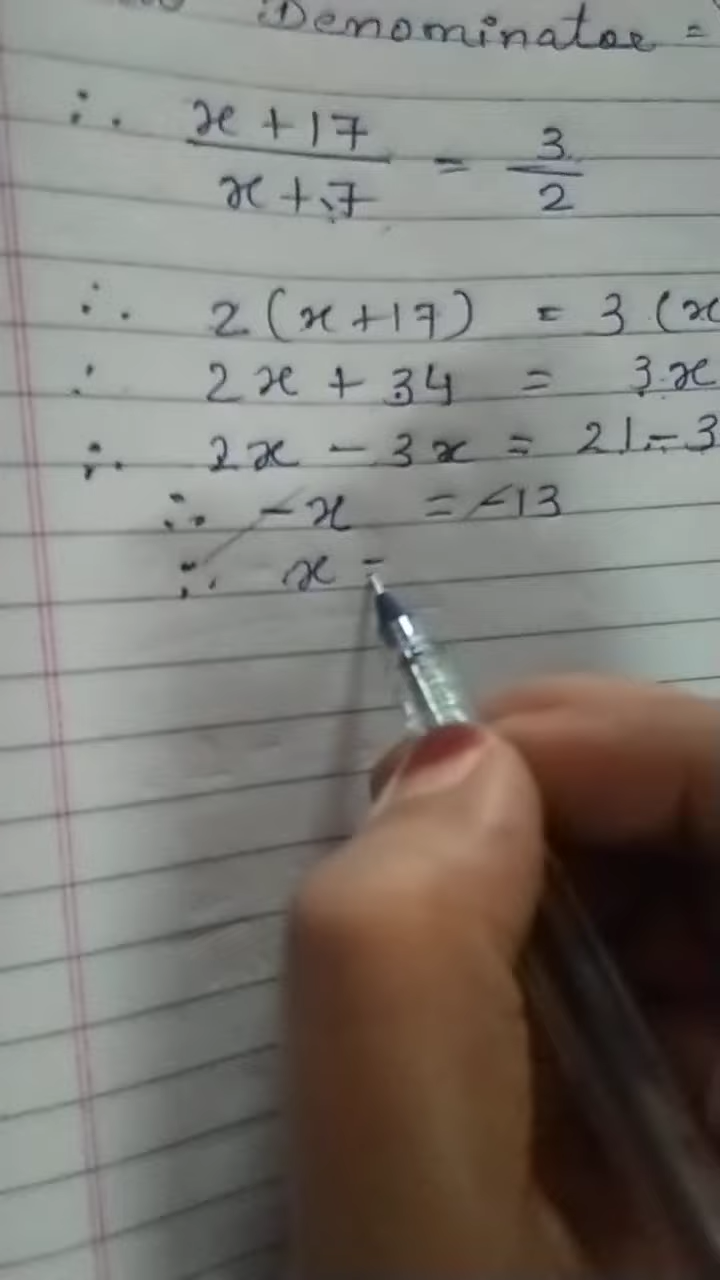 Denominator =
∴ x + 17 / x + 7 = 3 / 2
∴ 2 (x + 17) = 3 (x
∴ 2x + 34 = 3x
∴ 2x - 3x = 21 - 3
∴ -x = -13
∴ x =